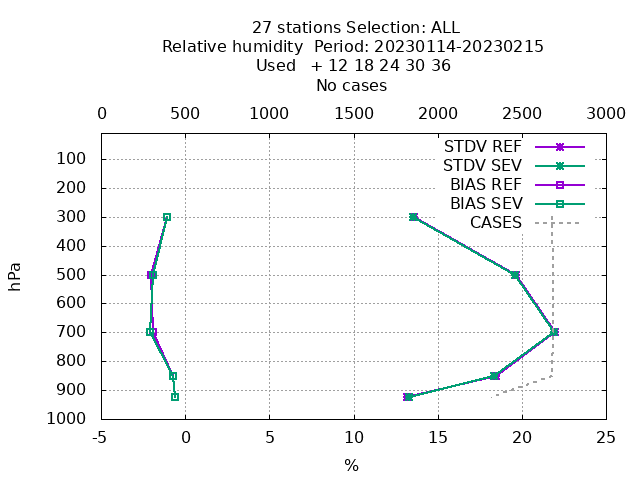 27 stations Selection: ALL
Relative humidity  Period: 20230114-20230215
Used   + 12 18 24 30 36
No cases
0 500 1000 1500 2000 2500 3000
STDV REF
STDV SEV
BIAS REF
BIAS SEV
CASES
100
200
300
400
500
600
700
800
900
1000
hPa
-5 0 5 10 15 20 25
%